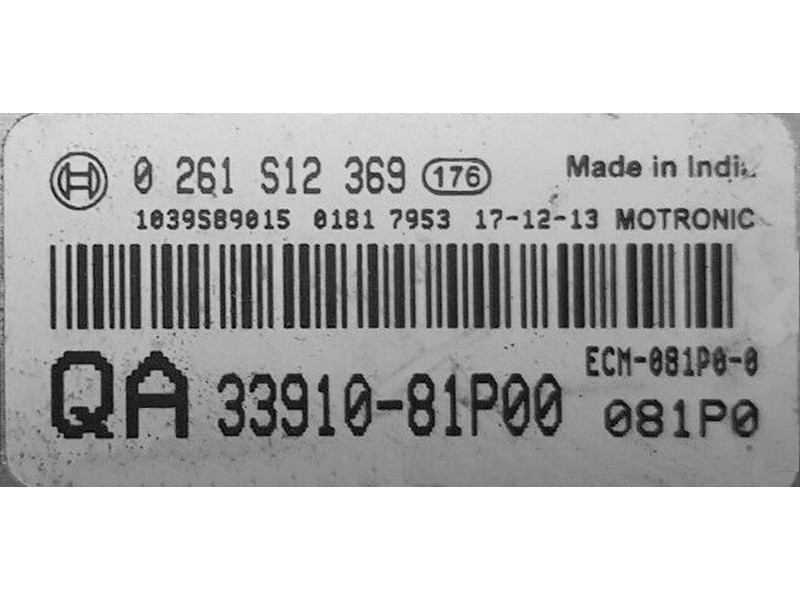 0 261 S12 369 176 Made in India
1039S89015 0181 7953 17-12-13 MOTRONIC
ECM-081P0-0
QA 33910-81P00 081P0